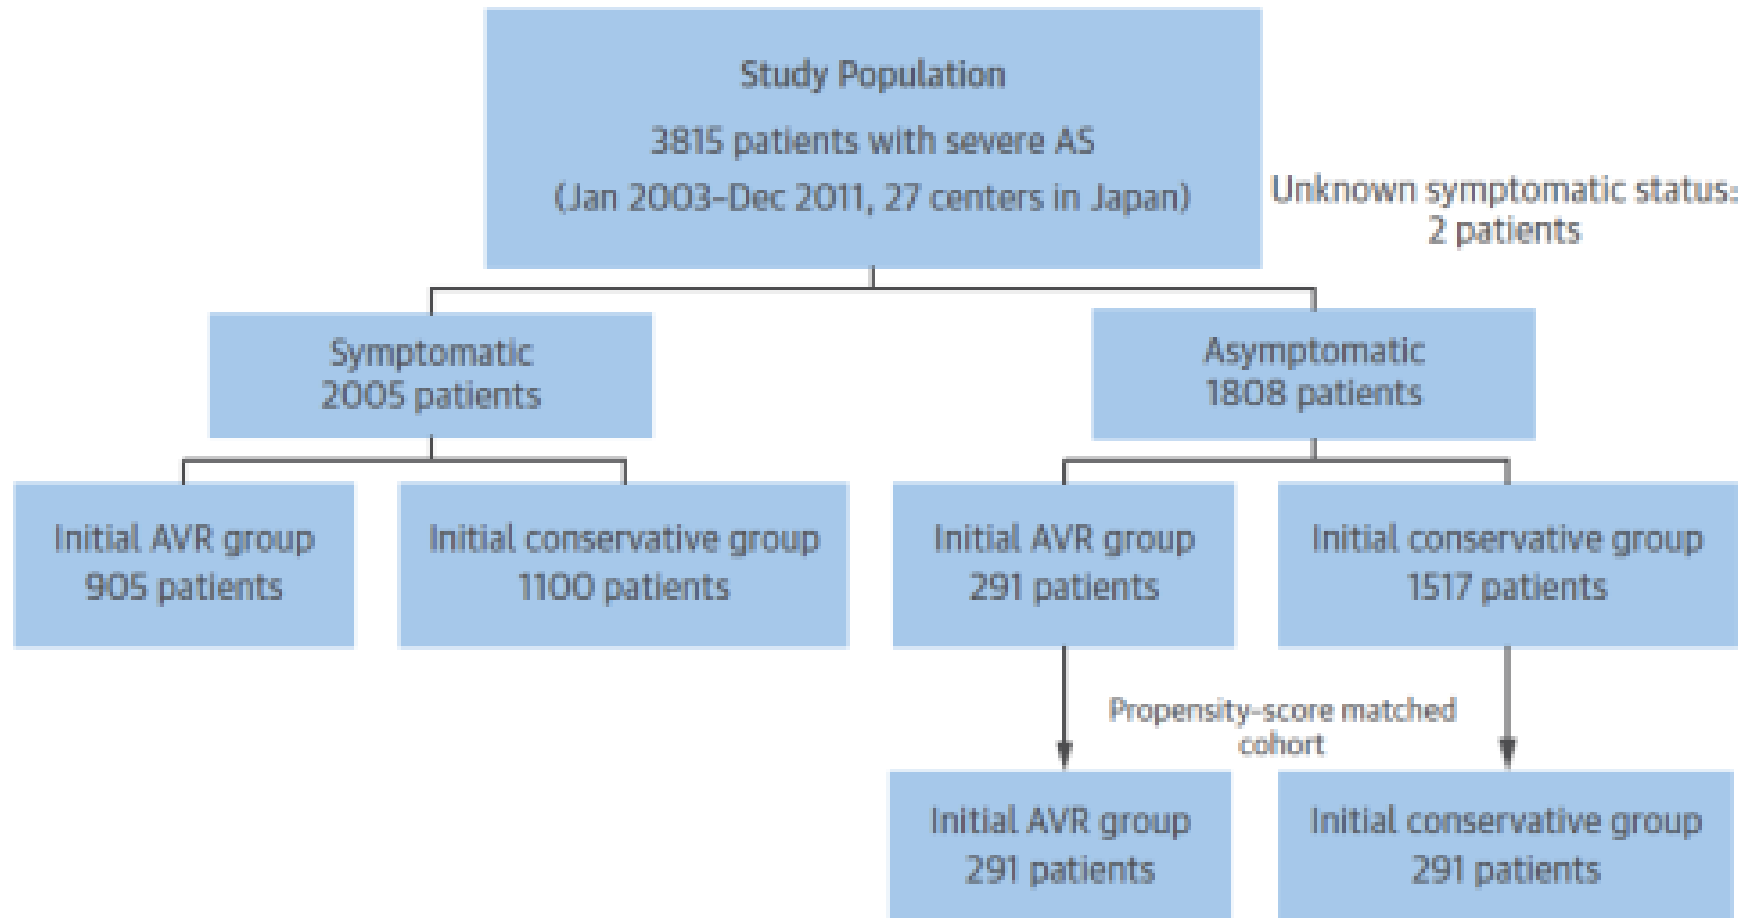 Study Population
3815 patients with severe AS
(Jan 2003–Dec 2011, 27 centers in Japan)
Unknown symptomatic status:
2 patients
Symptomatic
2005 patients
Asymptomatic
1808 patients
Initial AVR group
905 patients
Initial conservative group
1100 patients
Initial AVR group
291 patients
Initial conservative group
1517 patients
Propensity-score matched
cohort
Initial AVR group
291 patients
Initial conservative group
291 patients